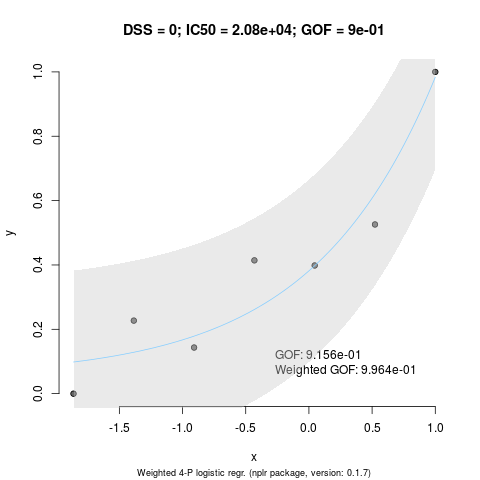 DSS = 0; IC50 = 2.08e+04; GOF = 9e-01
1.0
0.8
0.6
0.4
0.2
0.0
y
GOF: 9.156e-01
Weighted GOF: 9.964e-01
-1.5 -1.0 -0.5 0.0 0.5 1.0
x
Weighted 4-P logistic regr. (nplr package, version: 0.1.7)